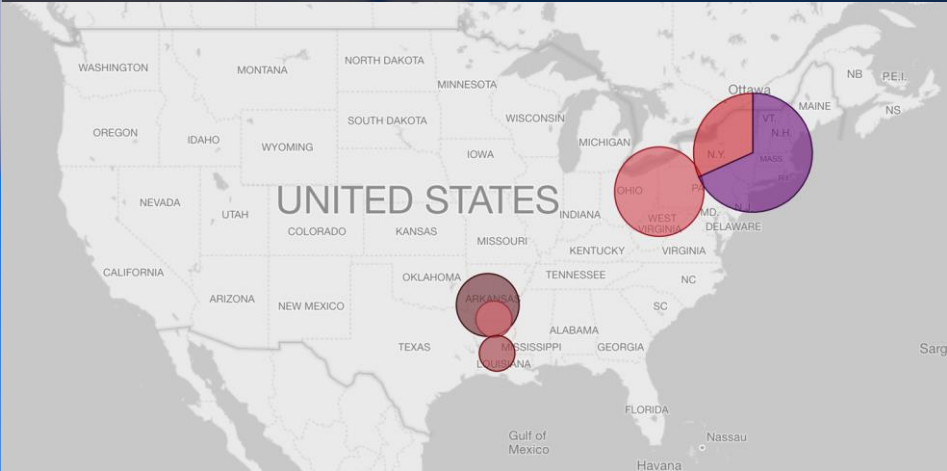 WASHINGTON
MONTANA
NORTH DAKOTA
MINNESOTA
Ottawa
NB
P.E.I.
MAINE
NS
VT.
N.H.
OREGON
IDAHO
WYOMING
SOUTH DAKOTA
WISCONSIN
MICHIGAN
IOWA
N.Y.
MASS
NEVADA
UTAH
UNITED STATES
INDIANA
OHIO
PA
N.J.
COLORADO
KANSAS
MISSOURI
WEST
VIRGINIA
MD.
DELAWARE
KENTUCKY
VIRGINIA
CALIFORNIA
ARIZONA
NEW MEXICO
OKLAHOMA
ARKANSAS
TENNESSEE
NC
SC
TEXAS
MISSISSIPPI
ALABAMA
GEORGIA
LOUISIANA
Sarg
FLORIDA
Gulf of
Mexico
Nassau
Havana